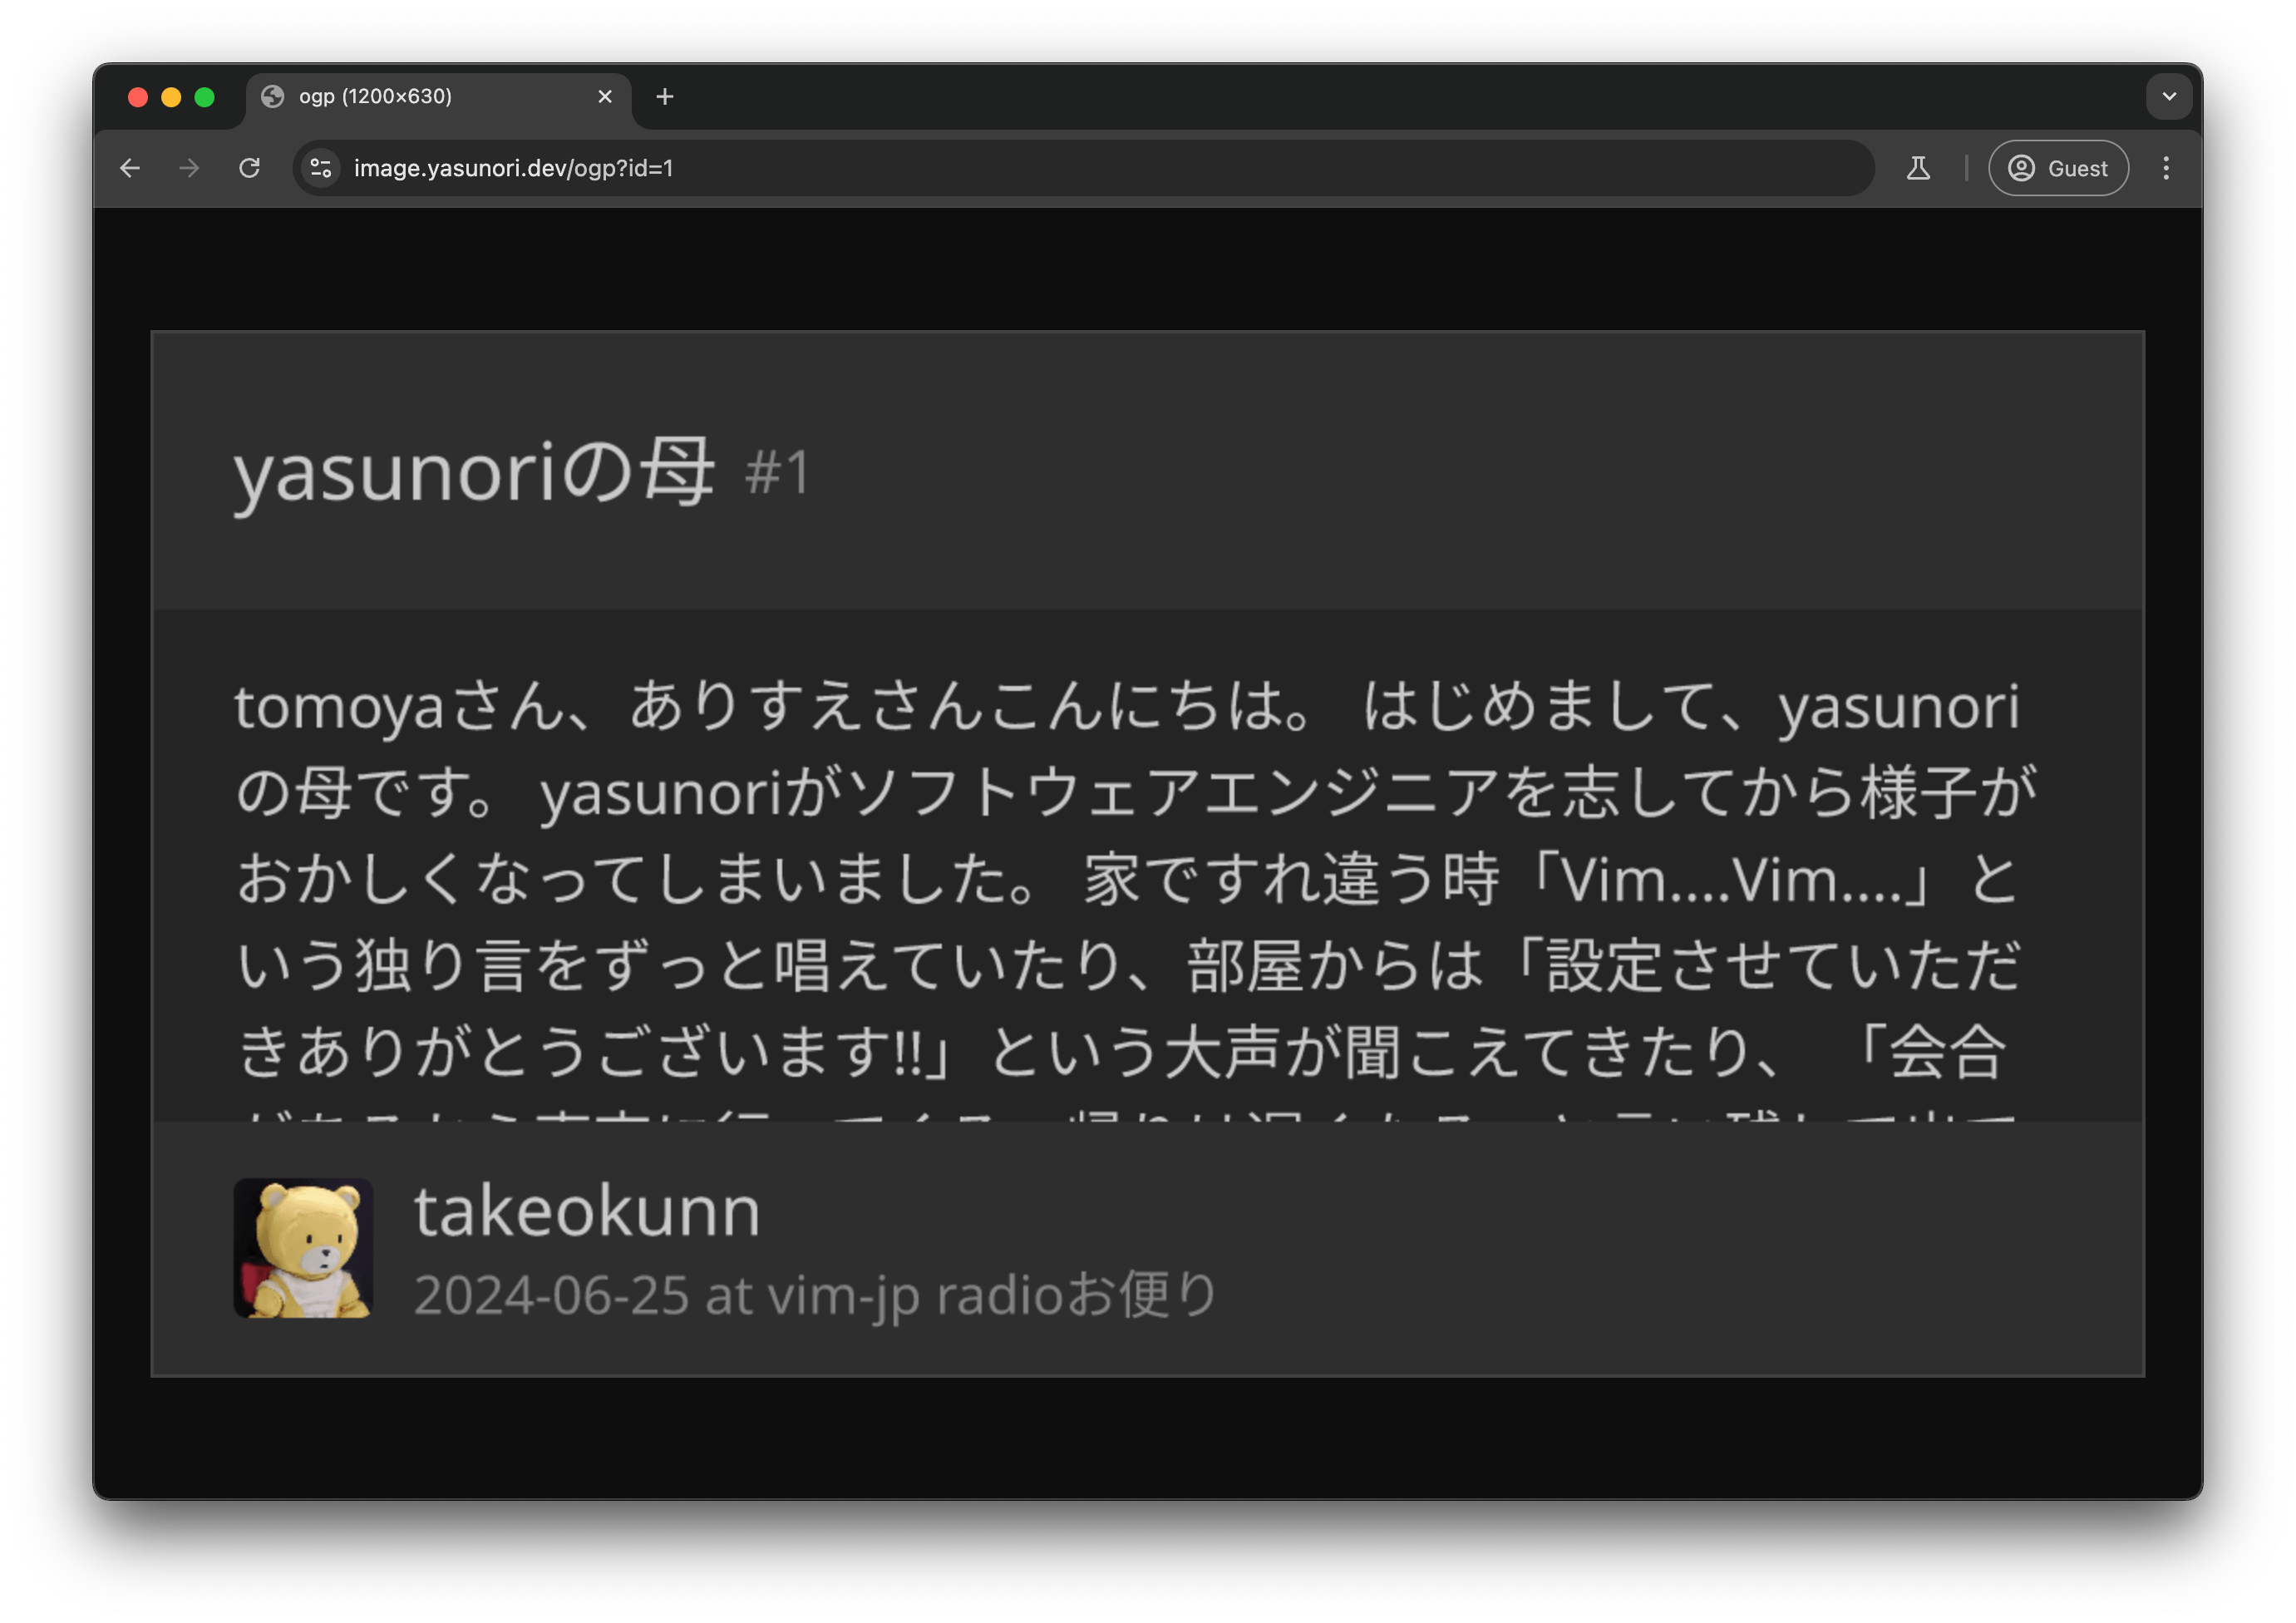 ogp (1200×630)
image.yasunori.dev/ogp?id=1
Guest
yasunoriの母 #1
tomoyaさん、ありすえさんこんにちは。 はじめまして、yasunori
の母です。 yasunoriがソフトウェアエンジニアを志してから様子が
おかしくなってしまいました。 家ですれ違う時「Vim....Vim....」と
いう独り言をずっと唱えていたり、部屋からは「設定させていただ
きありがとうございます!!」という大声が聞こえてきたり、 「会合
takeokunn
2024-06-25 at vim-jp radioお便り